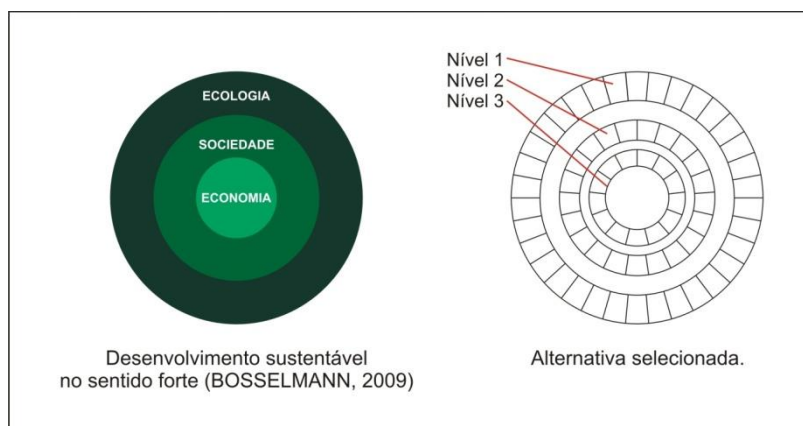 ECOLOGIA
SOCIEDADE
ECONOMIA
Desenvolvimento sustentável
no sentido forte (BOSSELMANN, 2009)
Nível 1
Nível 2
Nível 3
Alternativa selecionada.